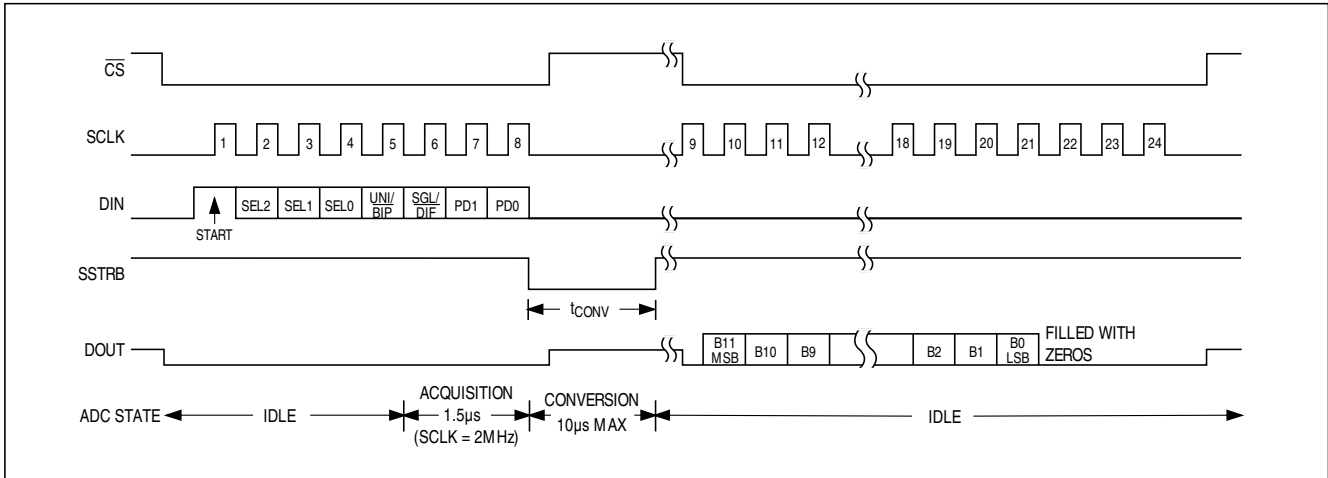 CS
SCLK
1 2 3 4 5 6 7 8 9 10 11 12 18 19 20 21 22 23 24
DIN
SEL2 SEL1 SEL0 UNI/BIP SGL/DIF PD1 PD0
START
SSTRB
tCONV
DOUT
B11 MSB B10 B9 B2 B1 B0 LSB
FILLED WITH
ZEROS
ADC STATE
IDLE
ACQUISITION
1.5µs
(SCLK = 2MHz)
CONVERSION
10µs MAX
IDLE